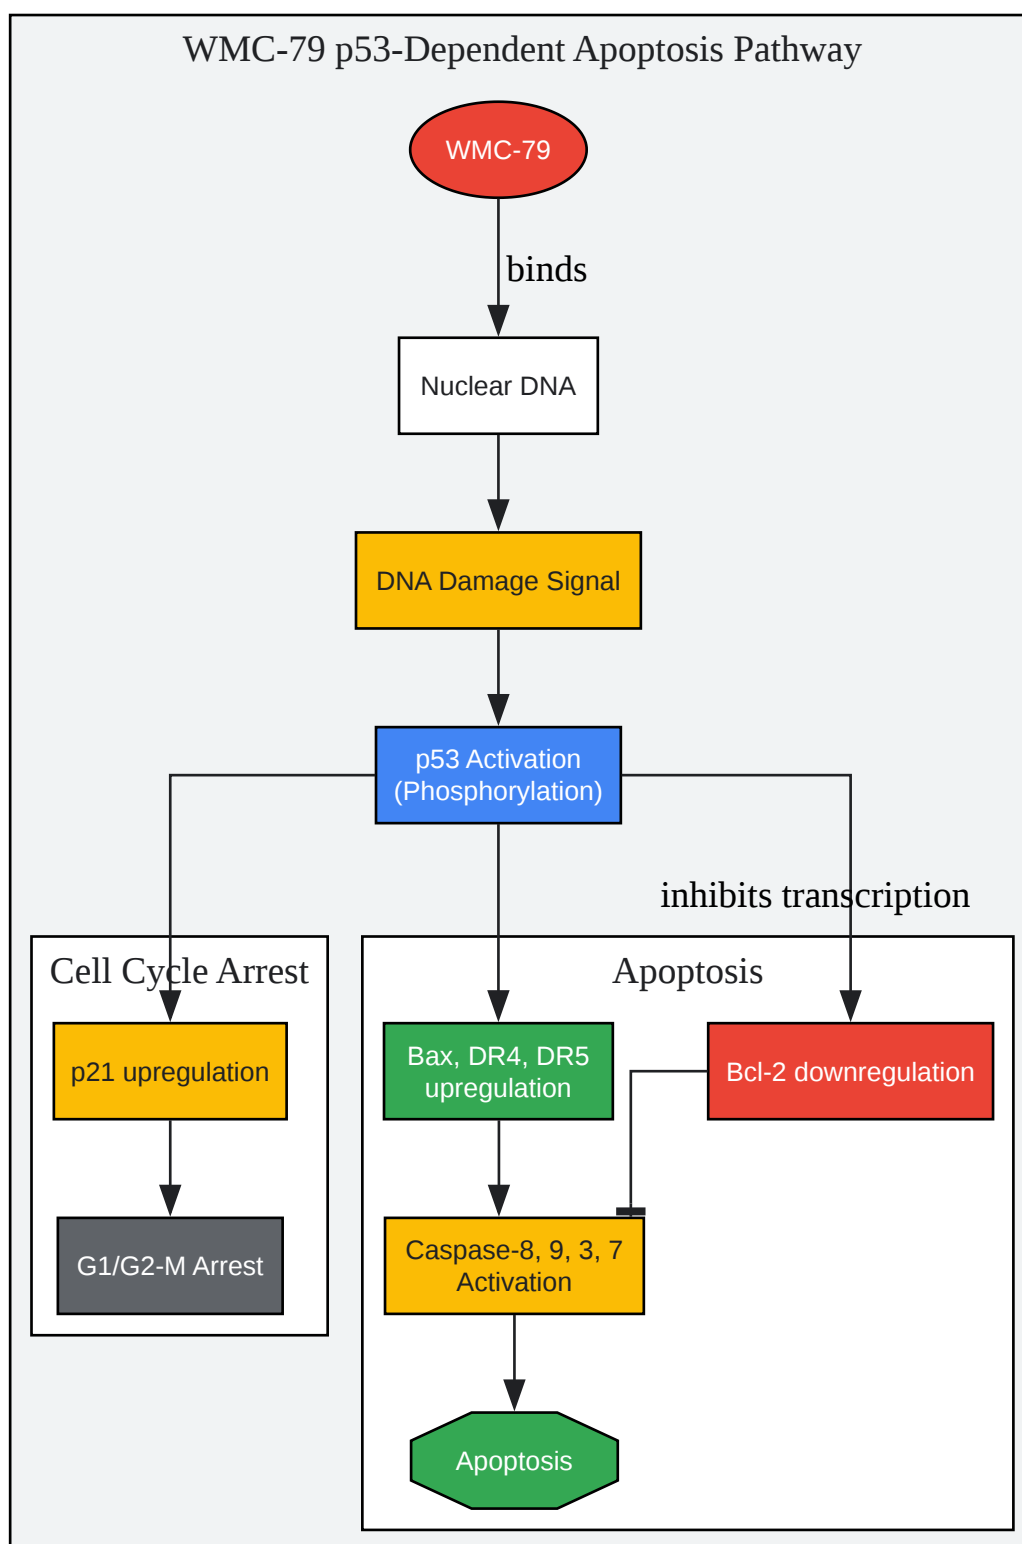 WMC-79 p53-Dependent Apoptosis Pathway
WMC-79
binds
Nuclear DNA
DNA Damage Signal
p53 Activation
(Phosphorylation)
inhibits transcription
Cell Cycle Arrest
Apoptosis
p21 upregulation
Bax, DR4, DR5
upregulation
Bcl-2 downregulation
G1/G2-M Arrest
Caspase-8, 9, 3, 7
Activation
Apoptosis